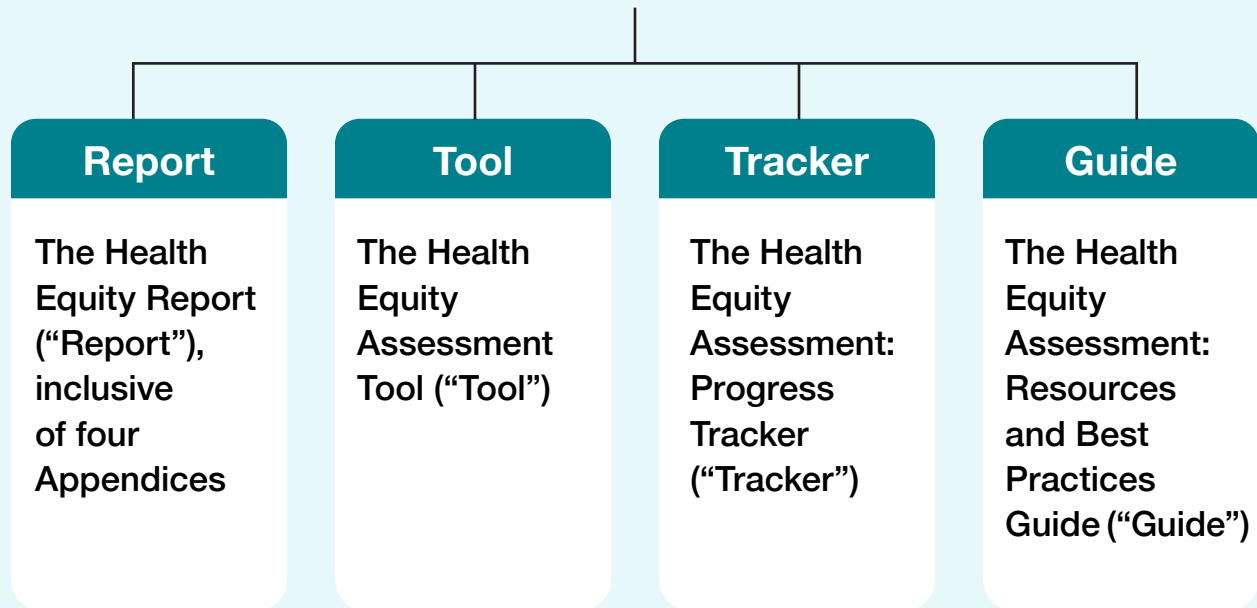 Report
The Health
Equity Report
(“Report”),
inclusive
of four
Appendices
Tool
The Health
Equity
Assessment
Tool (“Tool”)
Tracker
The Health
Equity
Assessment:
Progress
Tracker
(“Tracker”)
Guide
The Health
Equity
Assessment:
Resources
and Best
Practices
Guide (“Guide”)